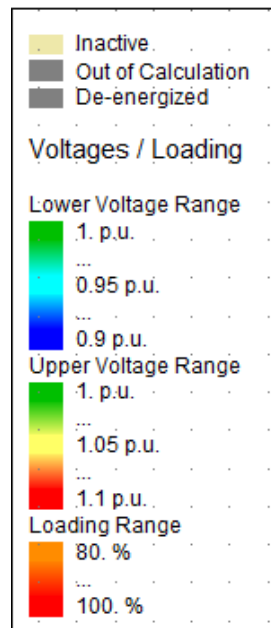 Inactive
Out of Calculation
De-energized
Voltages / Loading
Lower Voltage Range
1. p.u.
...
0.95 p.u.
...
0.9 p.u.
Upper Voltage Range
1. p.u.
...
1.05 p.u.
...
1.1 p.u.
Loading Range
80. %
...
100. %